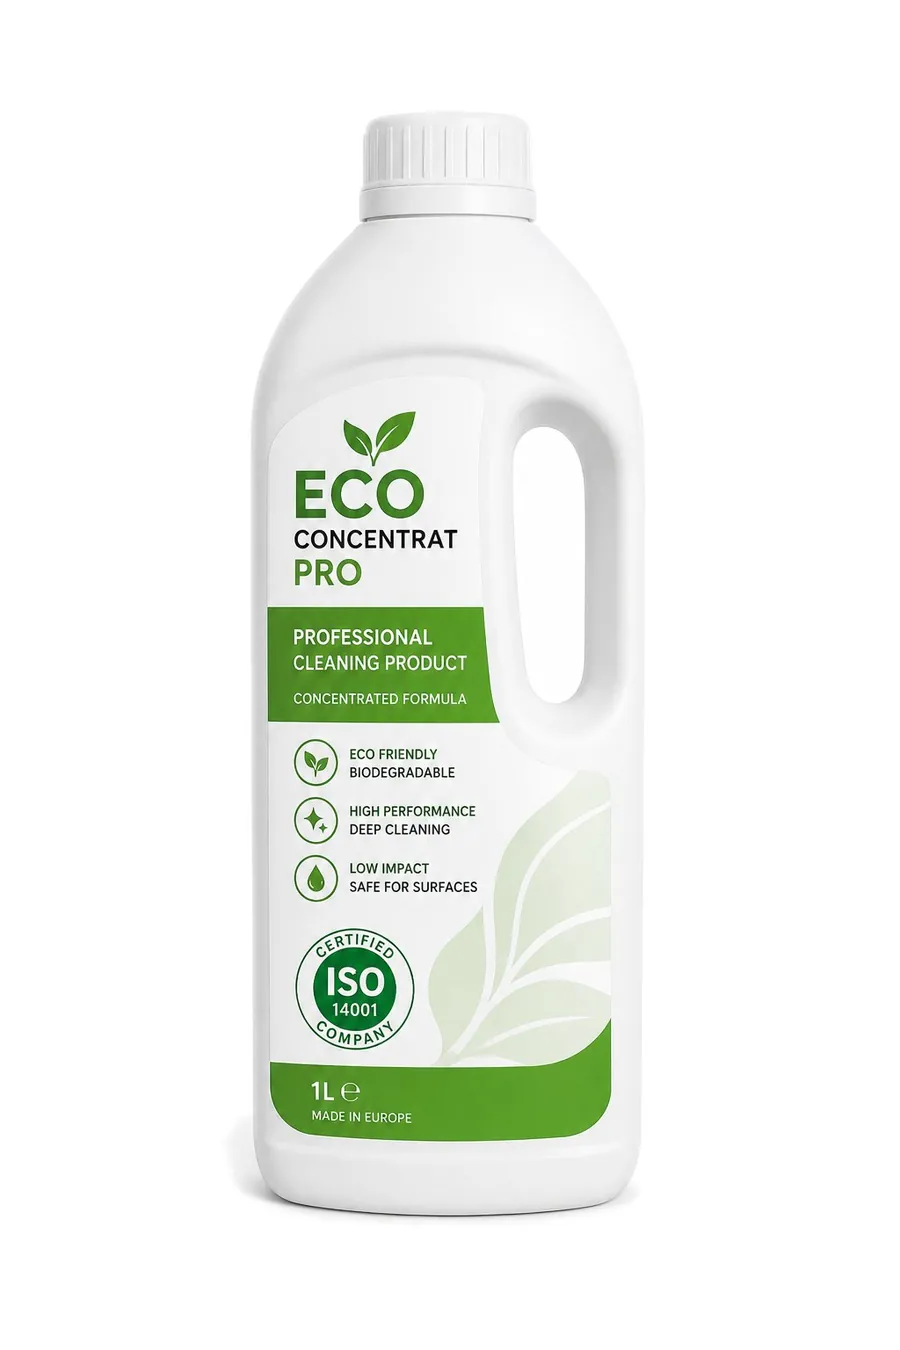 ECO
CONCENTRAT
PRO
PROFESSIONAL
CLEANING PRODUCT
CONCENTRATED FORMULA
ECO FRIENDLY
BIODEGRADABLE
HIGH PERFORMANCE
DEEP CLEANING
LOW IMPACT
SAFE FOR SURFACES
CERTIFIED
ISO
14001
COMPANY
1L ℮
MADE IN EUROPE